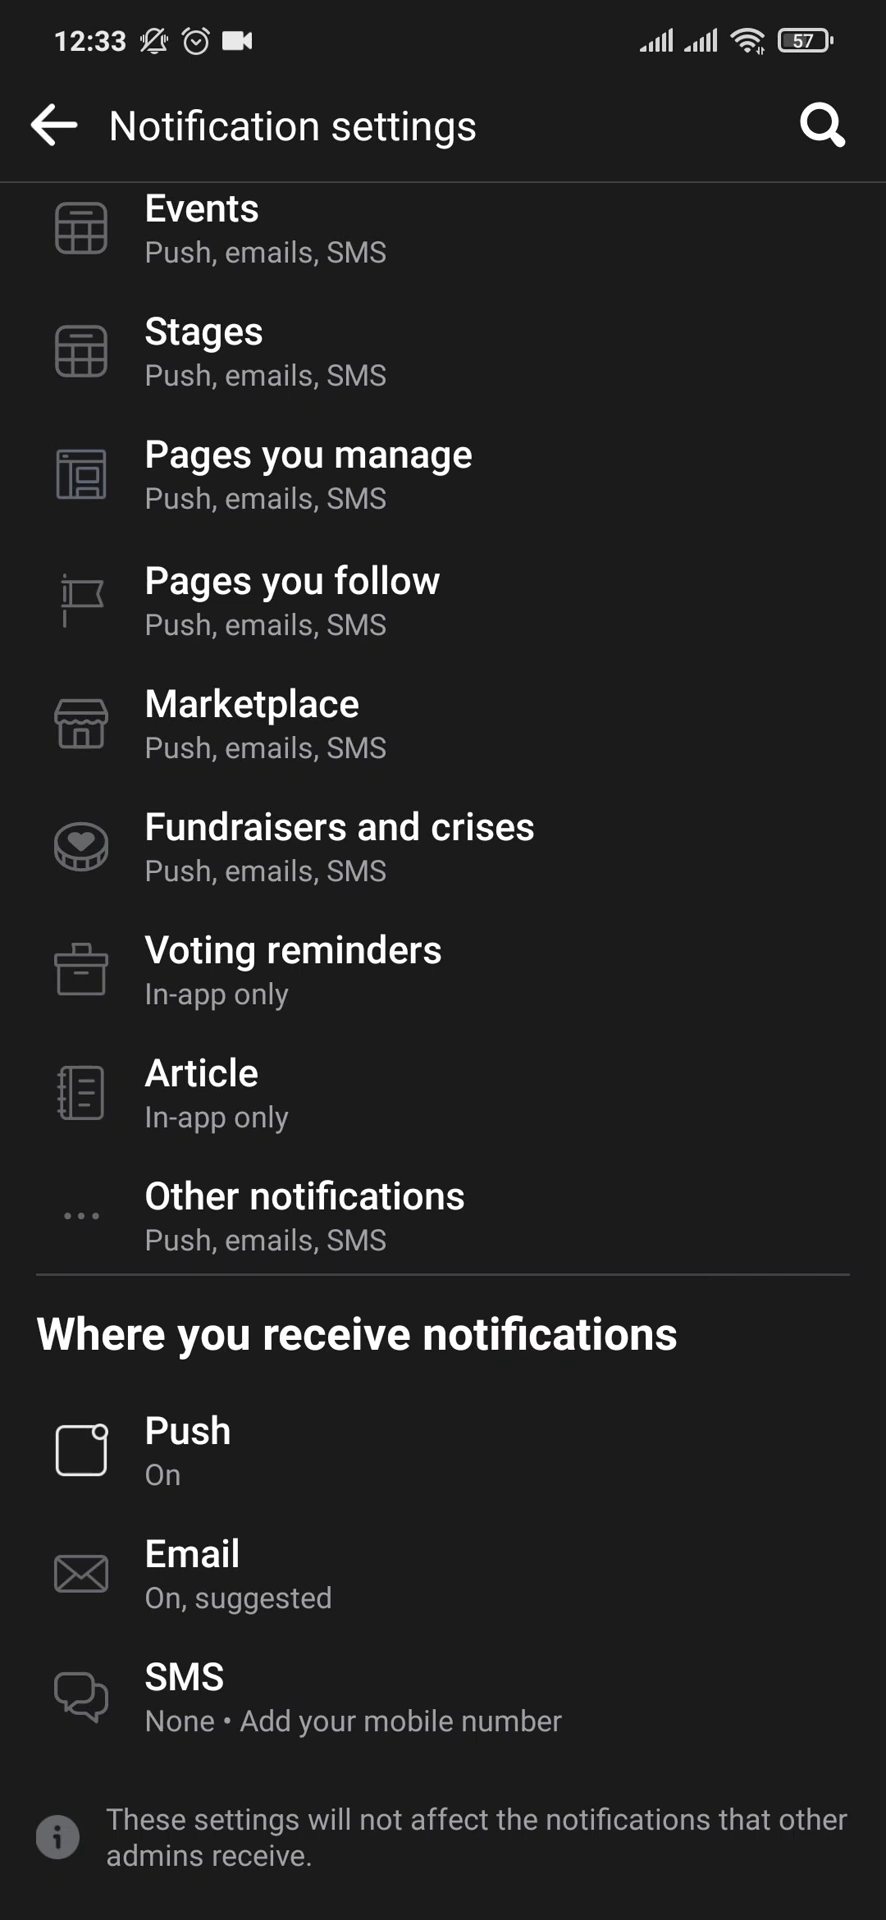 12:33
57
Notification settings
Events
Push, emails, SMS
Stages
Push, emails, SMS
Pages you manage
Push, emails, SMS
Pages you follow
Push, emails, SMS
Marketplace
Push, emails, SMS
Fundraisers and crises
Push, emails, SMS
Voting reminders
In-app only
Article
In-app only
Other notifications
Push, emails, SMS
Where you receive notifications
Push
On
Email
On, suggested
SMS
None • Add your mobile number
These settings will not affect the notifications that other
admins receive.